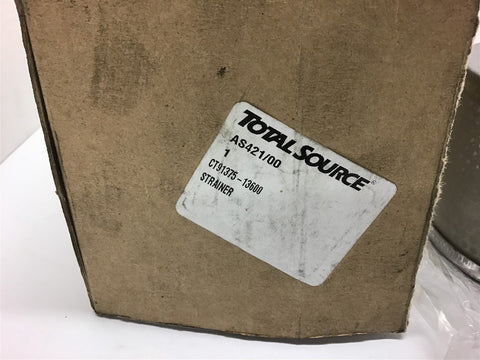 TOTAL SOURCE®
AS421/00
1
CT91375-13600
STRAINER